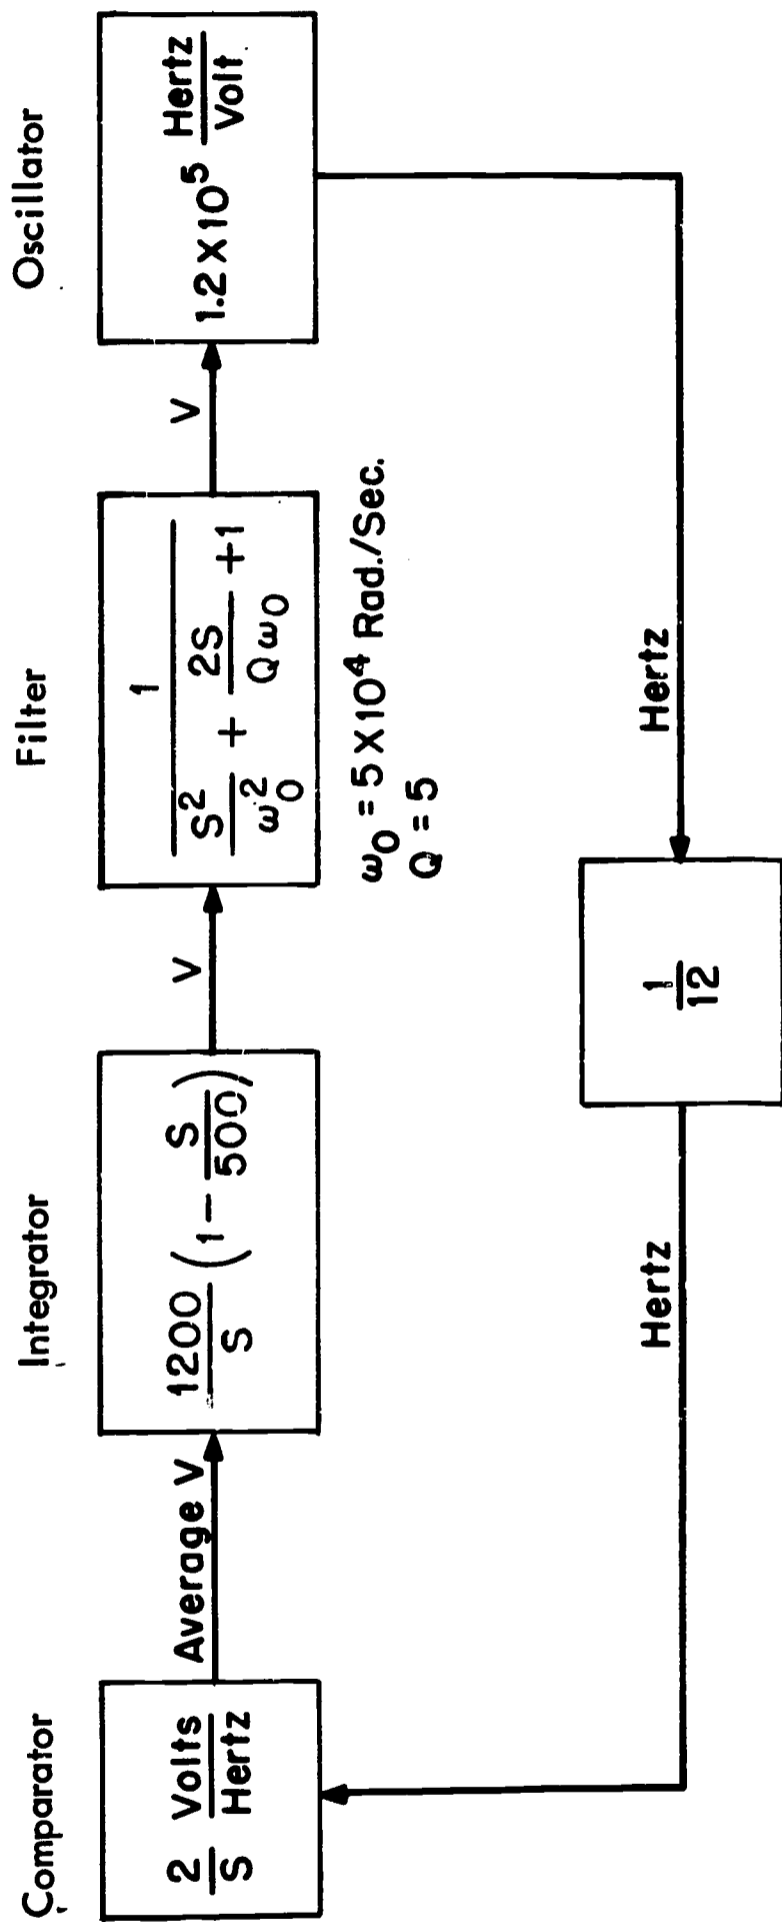 Comparator
2/S Volts/Hertz
Average V
Integrator
1200/S (1 − S/500)
V
Filter
1/(S²/ω₀² + 2S/Qω₀ + 1)
ω₀ = 5 X 10⁴ Rad./Sec.
Q = 5
V
Oscillator
1.2 X 10⁵ Hertz/Volt
Hertz
1/12
Hertz